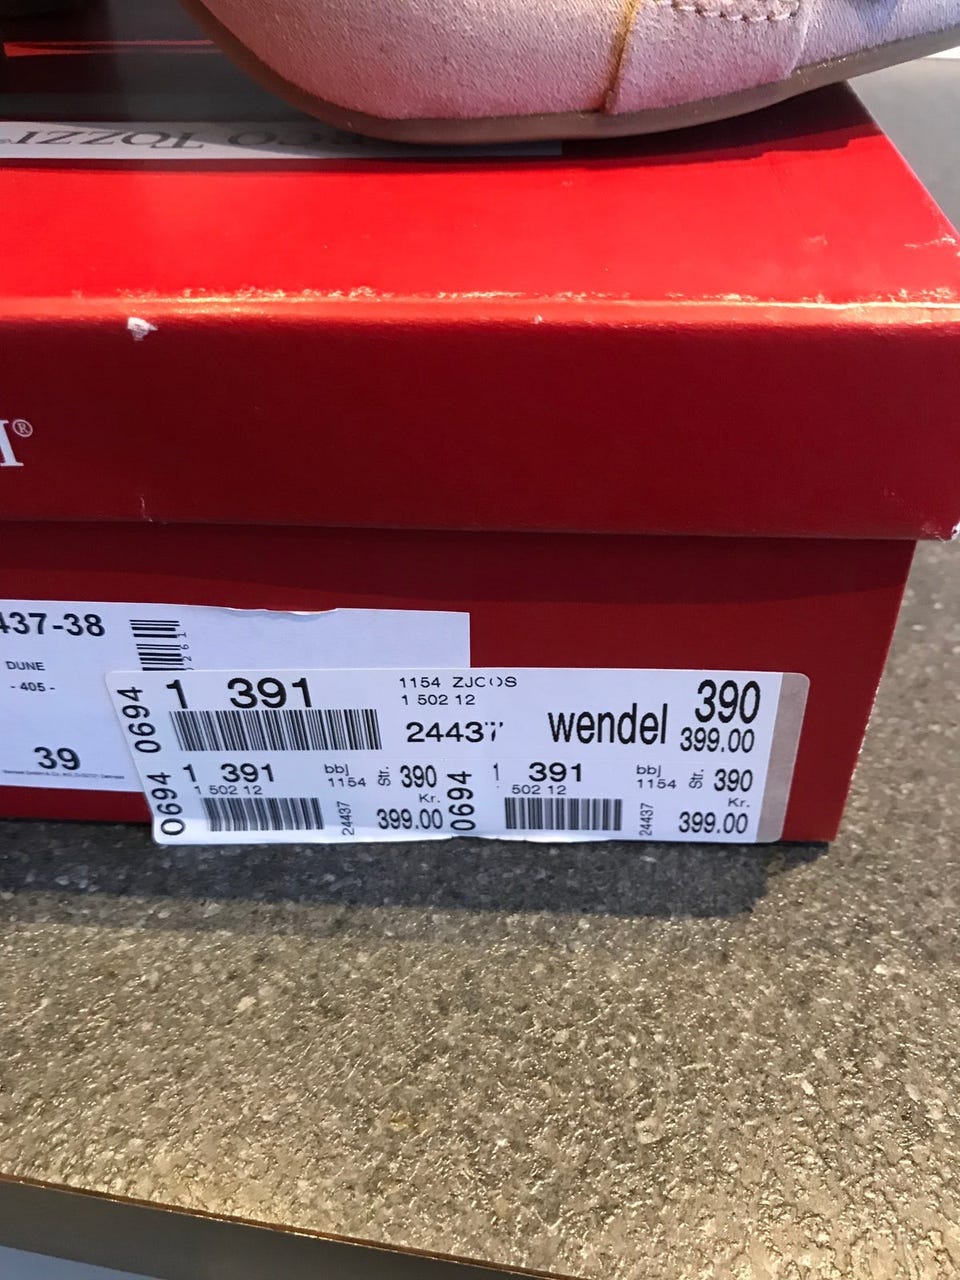 Tozzi
I®
437-38
DUNE
- 405 -
39
0694
1 391
1154
1 502 12
24437
wendel
390
399.00
0694
1 391
502 12
bbj
1154
24437
Str. 390
Kr.
399.00
0694
1 391
502 12
bbj
1154
24437
Str. 390
Kr.
399.00